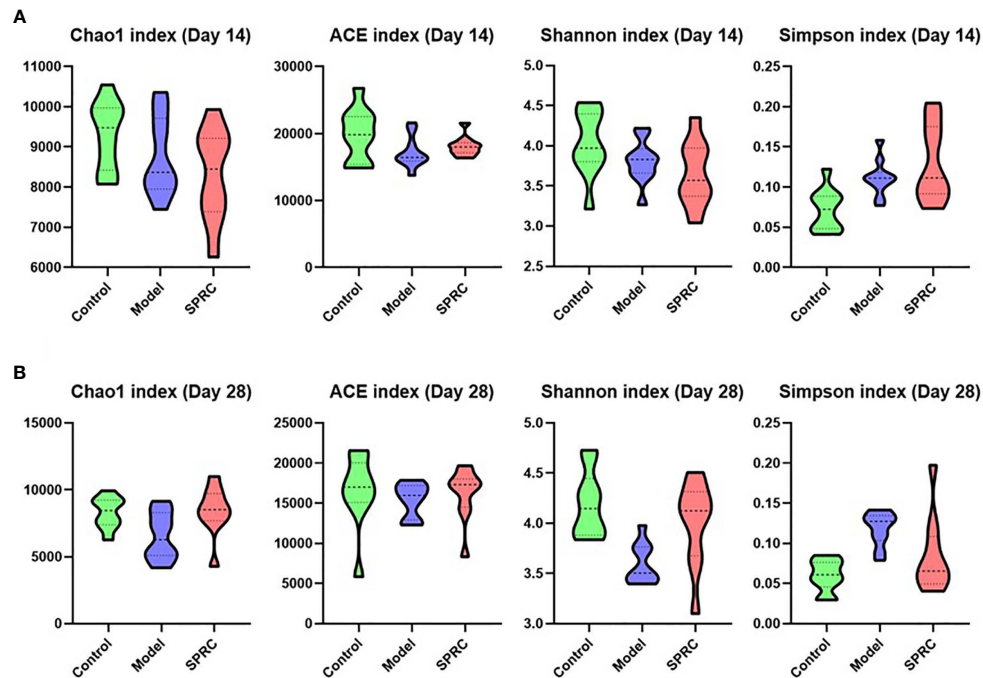 A
Chao1 index (Day 14)
11000
10000
9000
8000
7000
6000
Control
Model
SPRC
ACE index (Day 14)
30000
20000
10000
0
Control
Model
SPRC
Shannon index (Day 14)
5.0
4.5
4.0
3.5
3.0
2.5
Control
Model
SPRC
Simpson index (Day 14)
0.25
0.20
0.15
0.10
0.05
0.00
Control
Model
SPRC
B
Chao1 index (Day 28)
15000
10000
5000
0
Control
Model
SPRC
ACE index (Day 28)
25000
20000
15000
10000
5000
0
Control
Model
SPRC
Shannon index (Day 28)
5.0
4.5
4.0
3.5
3.0
Control
Model
SPRC
Simpson index (Day 28)
0.25
0.20
0.15
0.10
0.05
0.00
Control
Model
SPRC